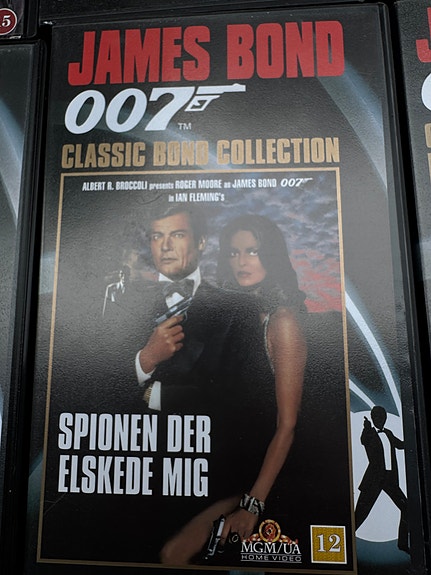 JAMES BOND
007 TM
CLASSIC BOND COLLECTION
ALBERT R. BROCCOLI presents ROGER MOORE as JAMES BOND 007
in IAN FLEMING'S
SPIONEN DER
ELSKEDE MIG
MGM/UA
HOME VIDEO
12